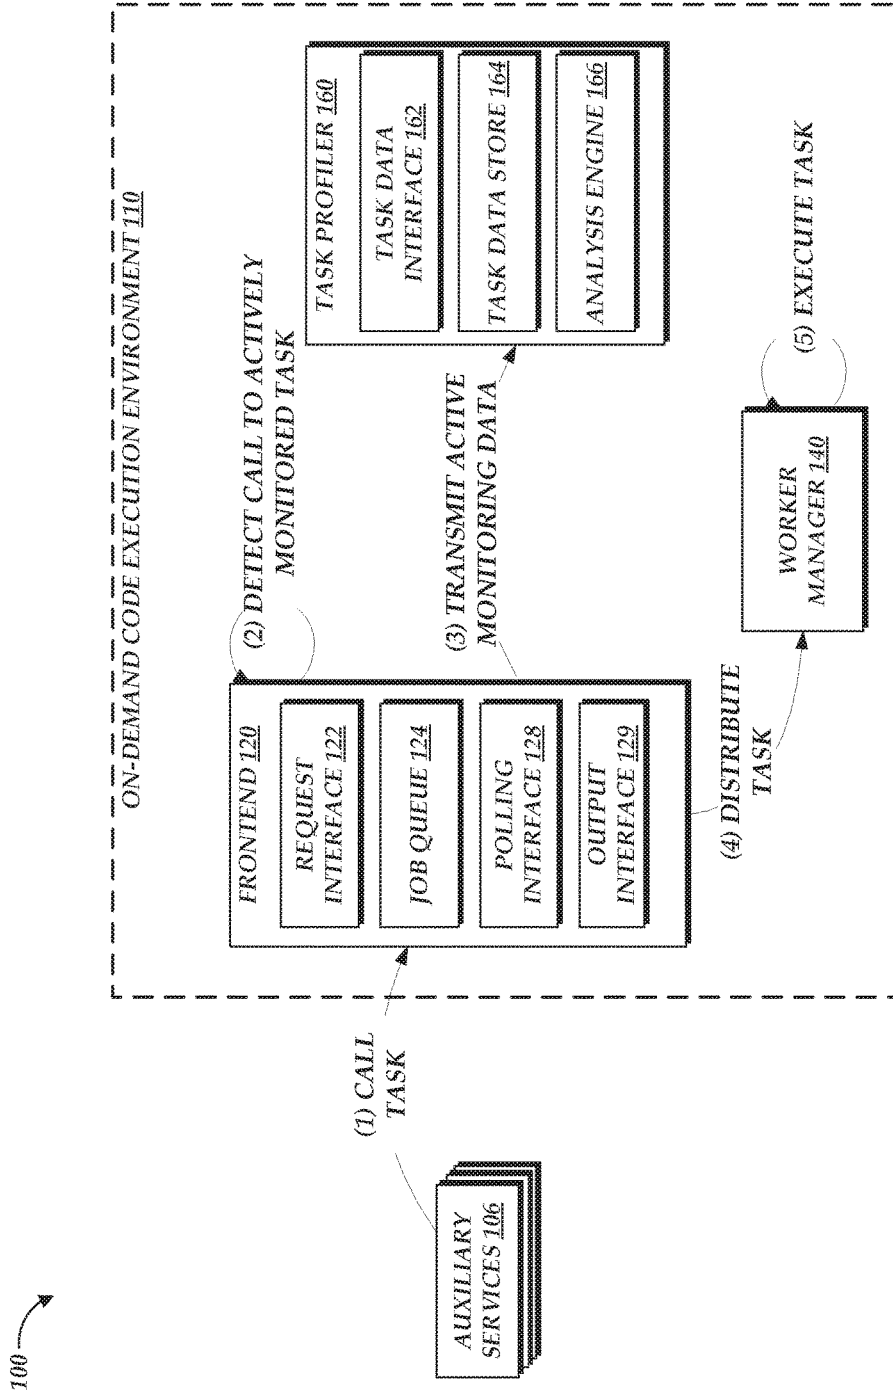 100
ON-DEMAND CODE EXECUTION ENVIRONMENT 110
AUXILIARY
SERVICES 106
(1) CALL
TASK
FRONTEND 120
REQUEST
INTERFACE 122
JOB QUEUE 124
POLLING
INTERFACE 128
OUTPUT
INTERFACE 129
(2) DETECT CALL TO ACTIVELY
MONITORED TASK
(3) TRANSMIT ACTIVE
MONITORING DATA
TASK PROFILER 160
TASK DATA
INTERFACE 162
TASK DATA STORE 164
ANALYSIS ENGINE 166
(4) DISTRIBUTE
TASK
WORKER
MANAGER 140
(5) EXECUTE TASK